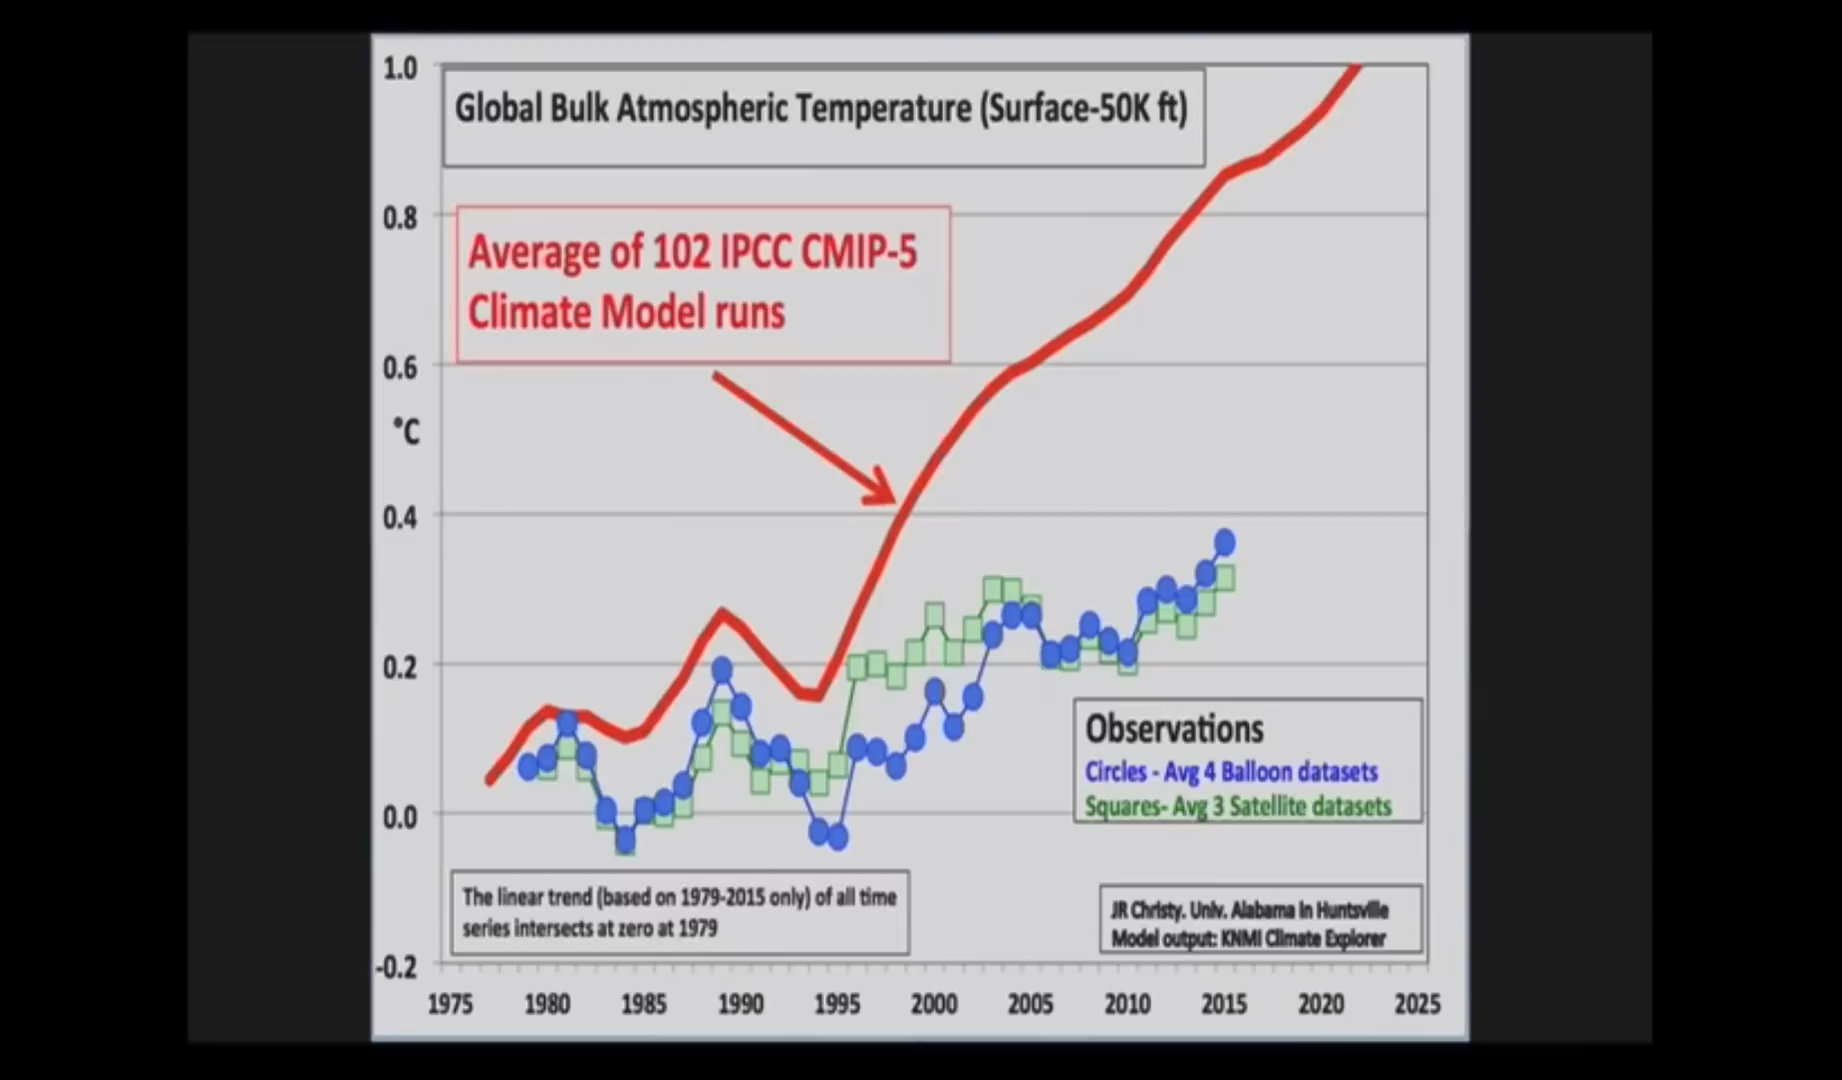 Global Bulk Atmospheric Temperature (Surface-50K ft)
Average of 102 IPCC CMIP-5
Climate Model runs
1.0
0.8
0.6
°C
0.4
0.2
0.0
-0.2
Observations
Circles - Avg 4 Balloon datasets
Squares- Avg 3 Satellite datasets
The linear trend (based on 1979-2015 only) of all time
series intersects at zero at 1979
JR Christy. Univ. Alabama in Huntsville
Model output: KNMI Climate Explorer
1975 1980 1985 1990 1995 2000 2005 2010 2015 2020 2025